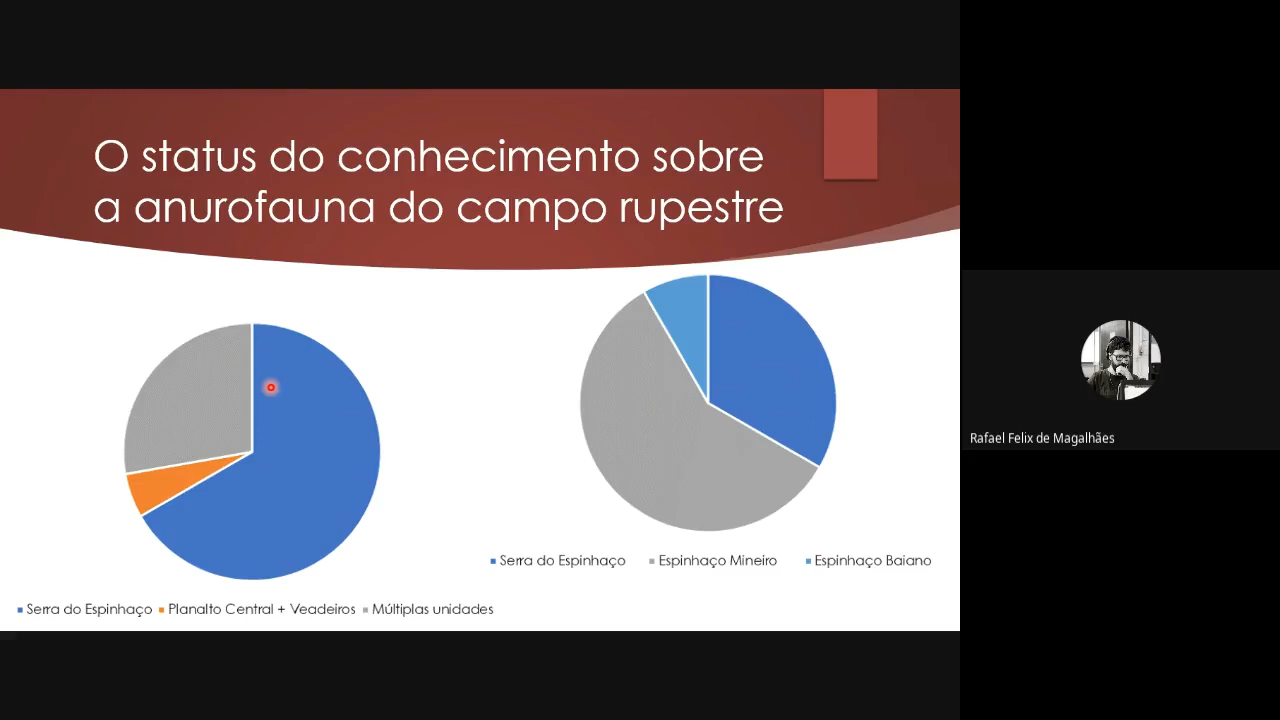 O status do conhecimento sobre
a anurofauna do campo rupestre
Serra do Espinhaço Planalto Central + Veadeiros Múltiplas unidades
Serra do Espinhaço Espinhaço Mineiro Espinhaço Baiano
Rafael Felix de Magalhães